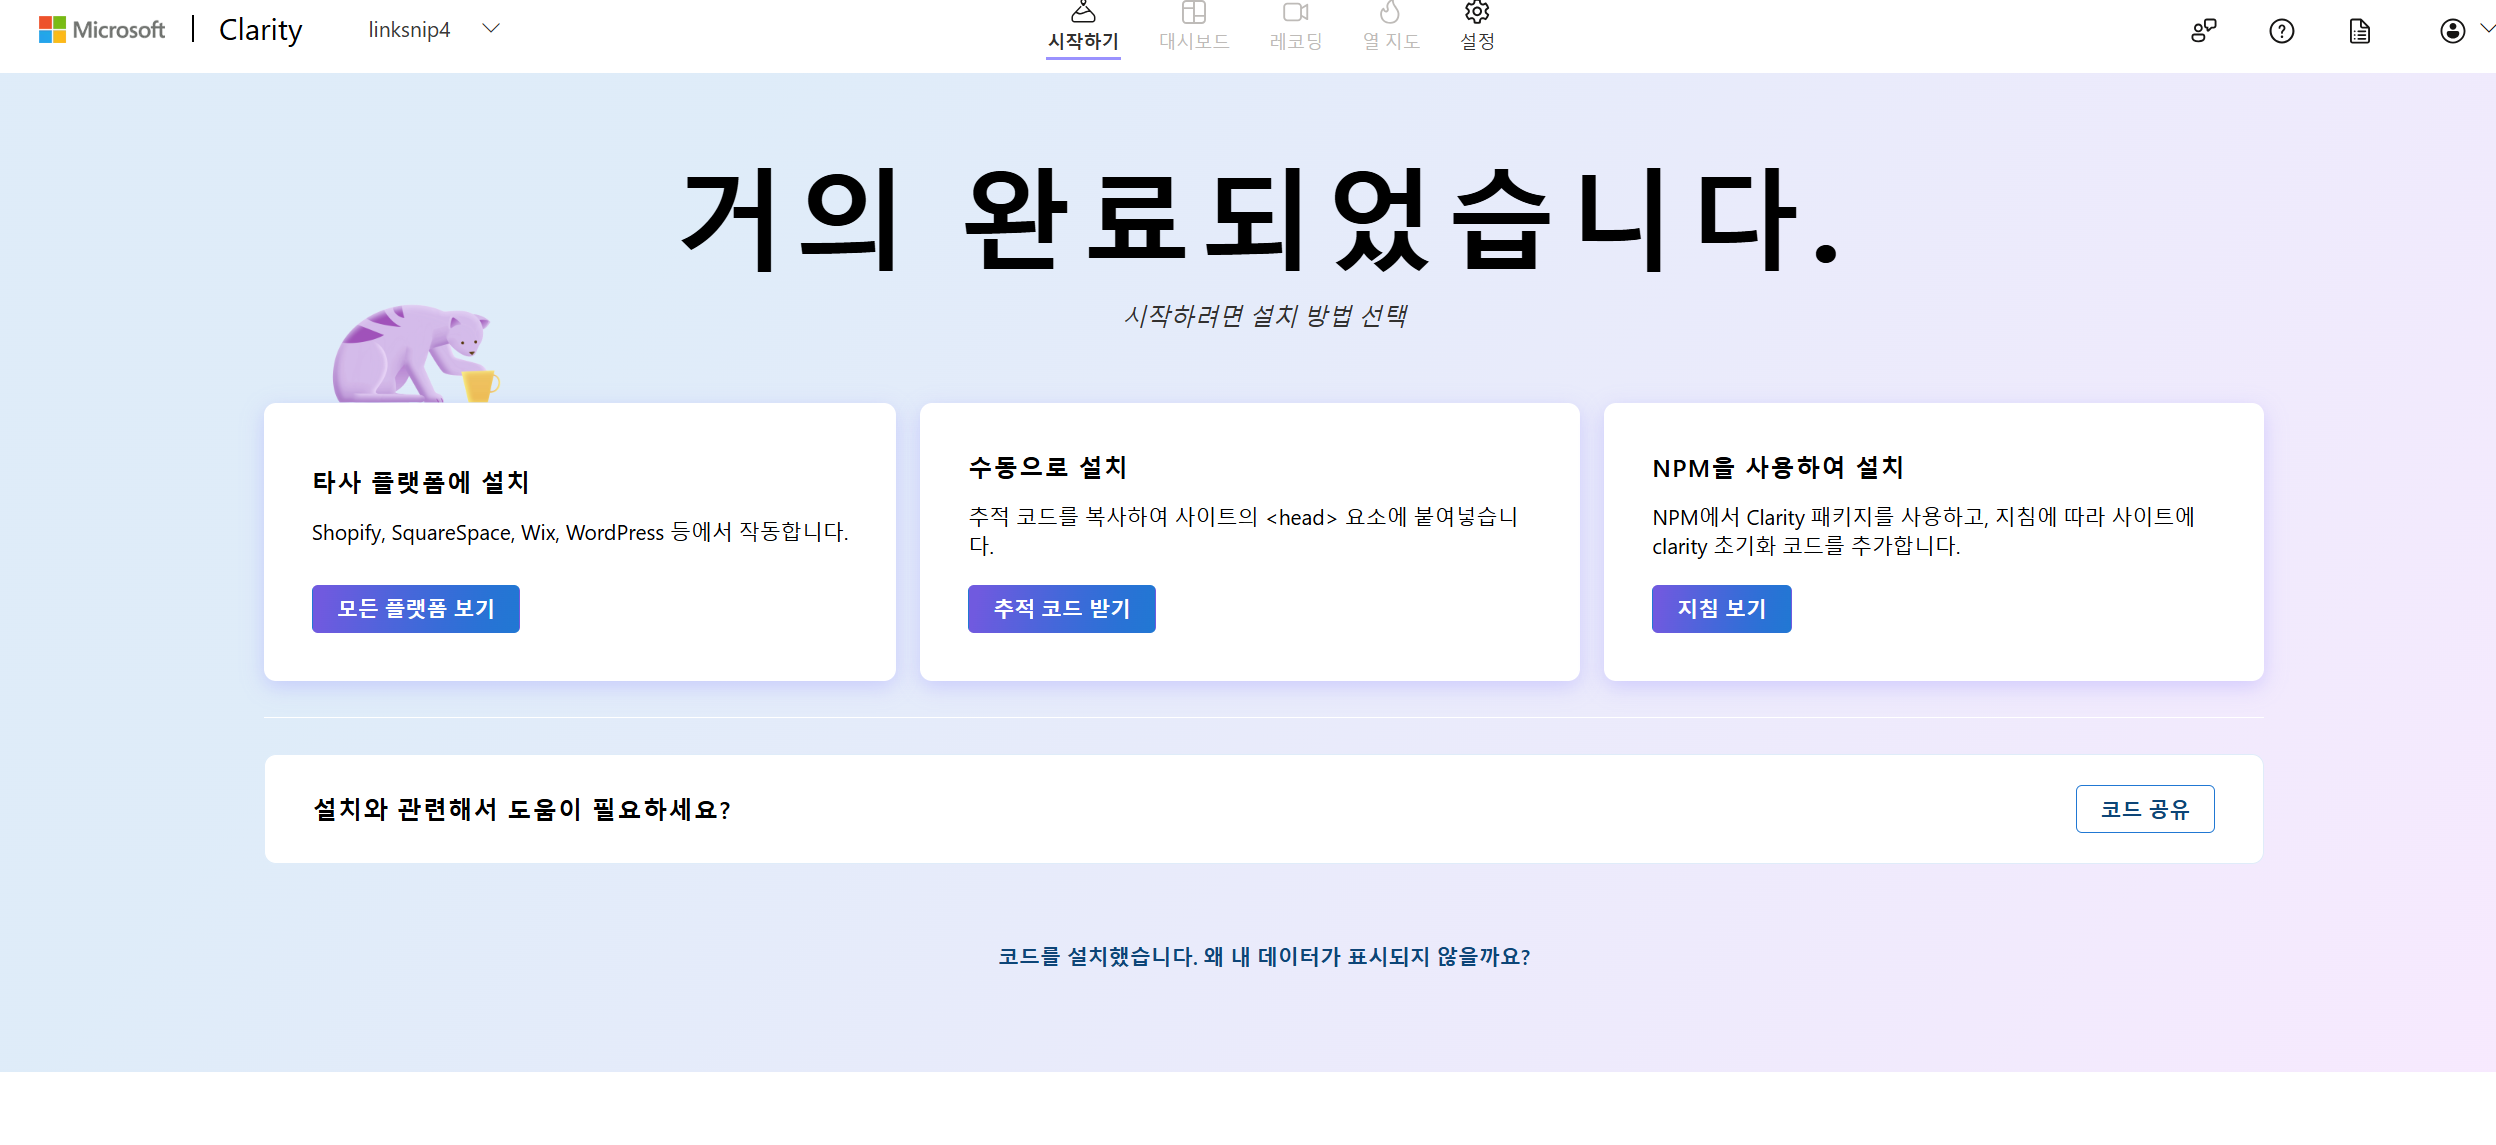 Microsoft | Clarity linksnip4
시작하기 대시보드 레코딩 열 지도 설정
거의 완료되었습니다.
시작하려면 설치 방법 선택
타사 플랫폼에 설치
Shopify, SquareSpace, Wix, WordPress 등에서 작동합니다.
모든 플랫폼 보기
수동으로 설치
추적 코드를 복사하여 사이트의 <head> 요소에 붙여넣습니
다.
추적 코드 받기
NPM을 사용하여 설치
NPM에서 Clarity 패키지를 사용하고, 지침에 따라 사이트에
clarity 초기화 코드를 추가합니다.
지침 보기
설치와 관련해서 도움이 필요하세요?
코드 공유
코드를 설치했습니다. 왜 내 데이터가 표시되지 않을까요?